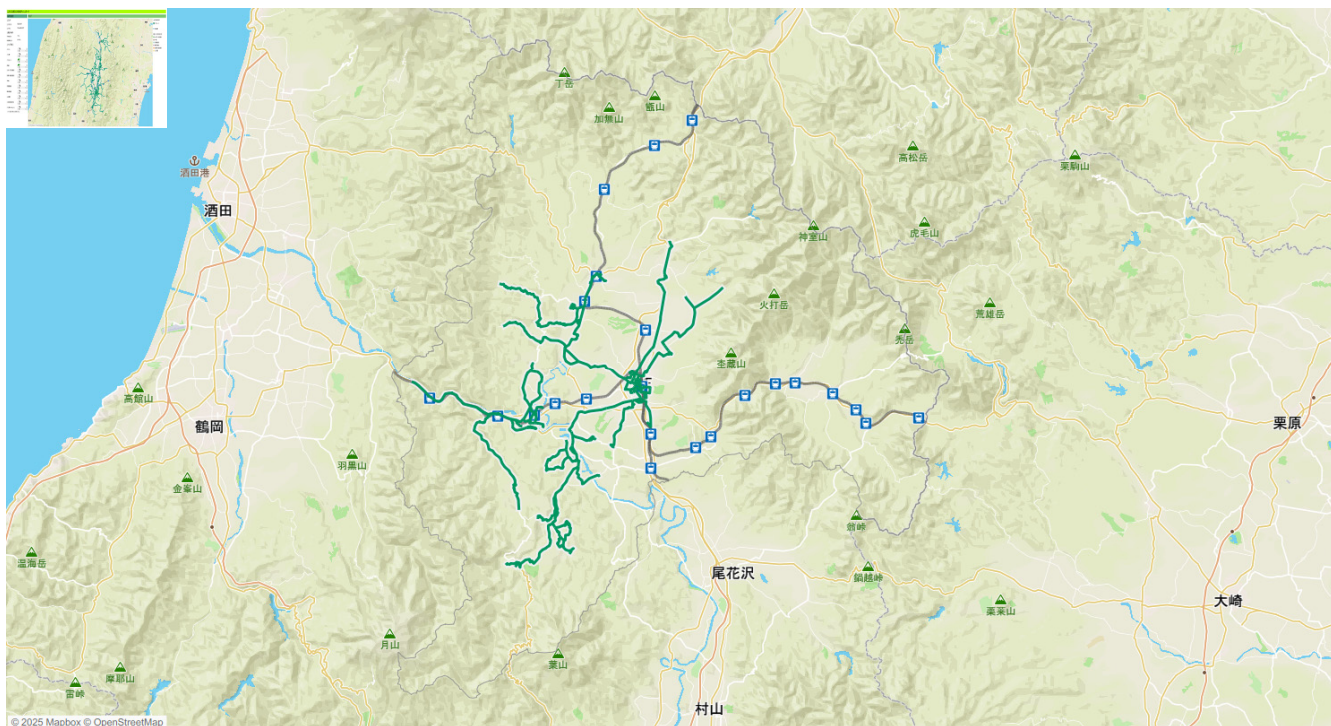 丁岳
甑山
加無山
高松岳
栗駒山
酒田港
酒田
神室山
虎毛山
火打岳
荒雄岳
禿岳
杢蔵山
高館山
鶴岡
栗原
羽黒山
金峯山
翁峠
温海岳
鍋越峠
尾花沢
大崎
薬莱山
月山
葉山
摩耶山
雷峠
村山
© 2025 Mapbox © OpenStreetMap